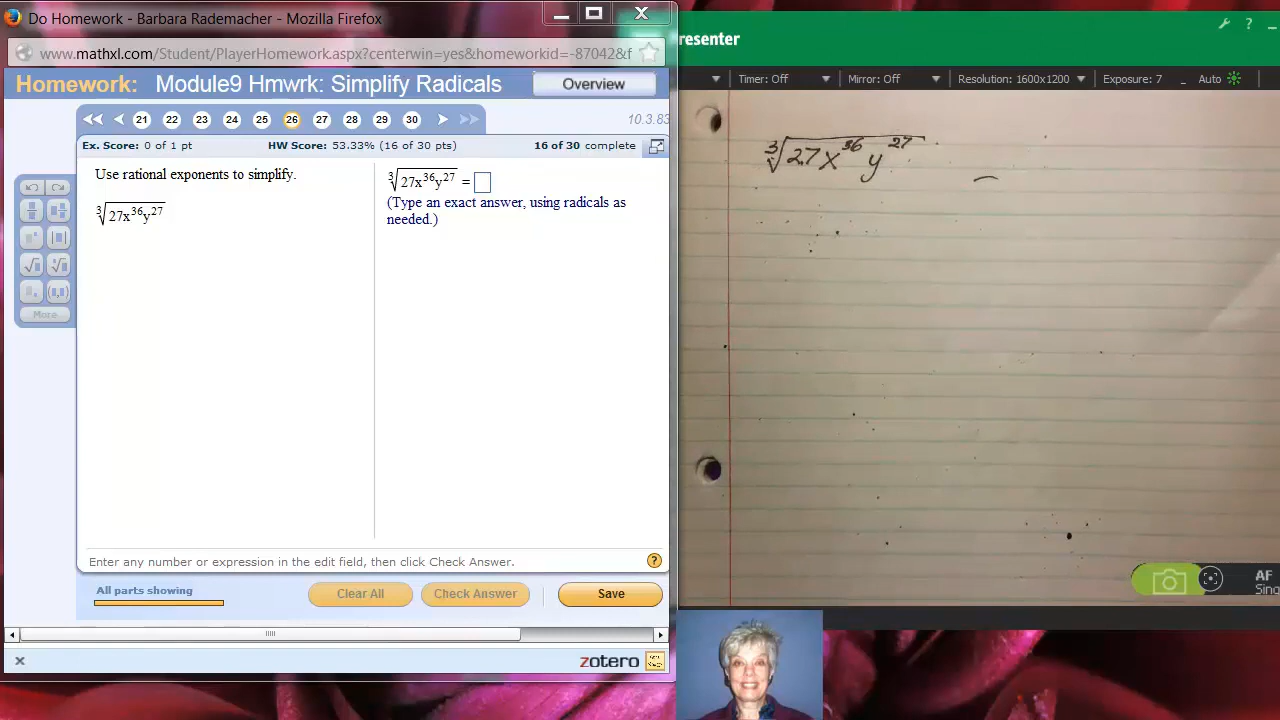 Do Homework - Barbara Rademacher - Mozilla Firefox
www.mathxl.com/Student/PlayerHomework.aspx?centerwin=yes&homeworkid=-87042&f
Homework: Module9 Hmwrk: Simplify Radicals
Overview
21 22 23 24 25 26 27 28 29 30
10.3.83
Ex. Score: 0 of 1 pt
HW Score: 53.33% (16 of 30 pts)
16 of 30 complete
Use rational exponents to simplify.
∛27x³⁶y²⁷
∛27x³⁶y²⁷ =
(Type an exact answer, using radicals as
needed.)
More
Enter any number or expression in the edit field, then click Check Answer.
?
All parts showing
Clear All
Check Answer
Save
zotero
resenter
?
Timer: Off
Mirror: Off
Resolution: 1600x1200
Exposure: 7
Auto
∛27x³⁶y²⁷
AF
Sing